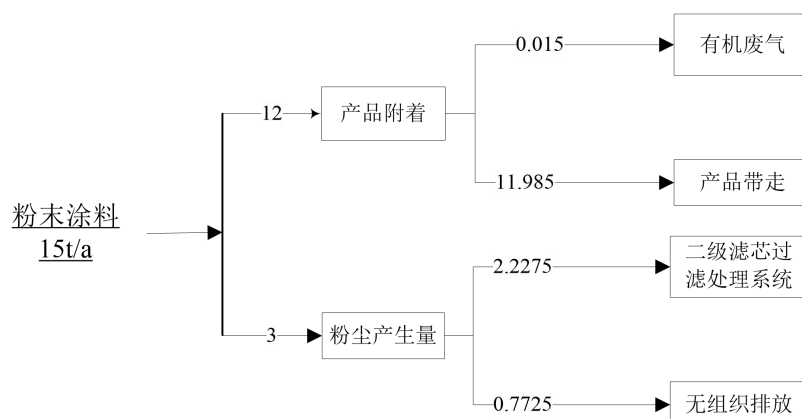 粉末涂料
15t/a
12
产品附着
0.015
有机废气
11.985
产品带走
3
粉尘产生量
2.2275
二级滤芯过
滤处理系统
0.7725
无组织排放